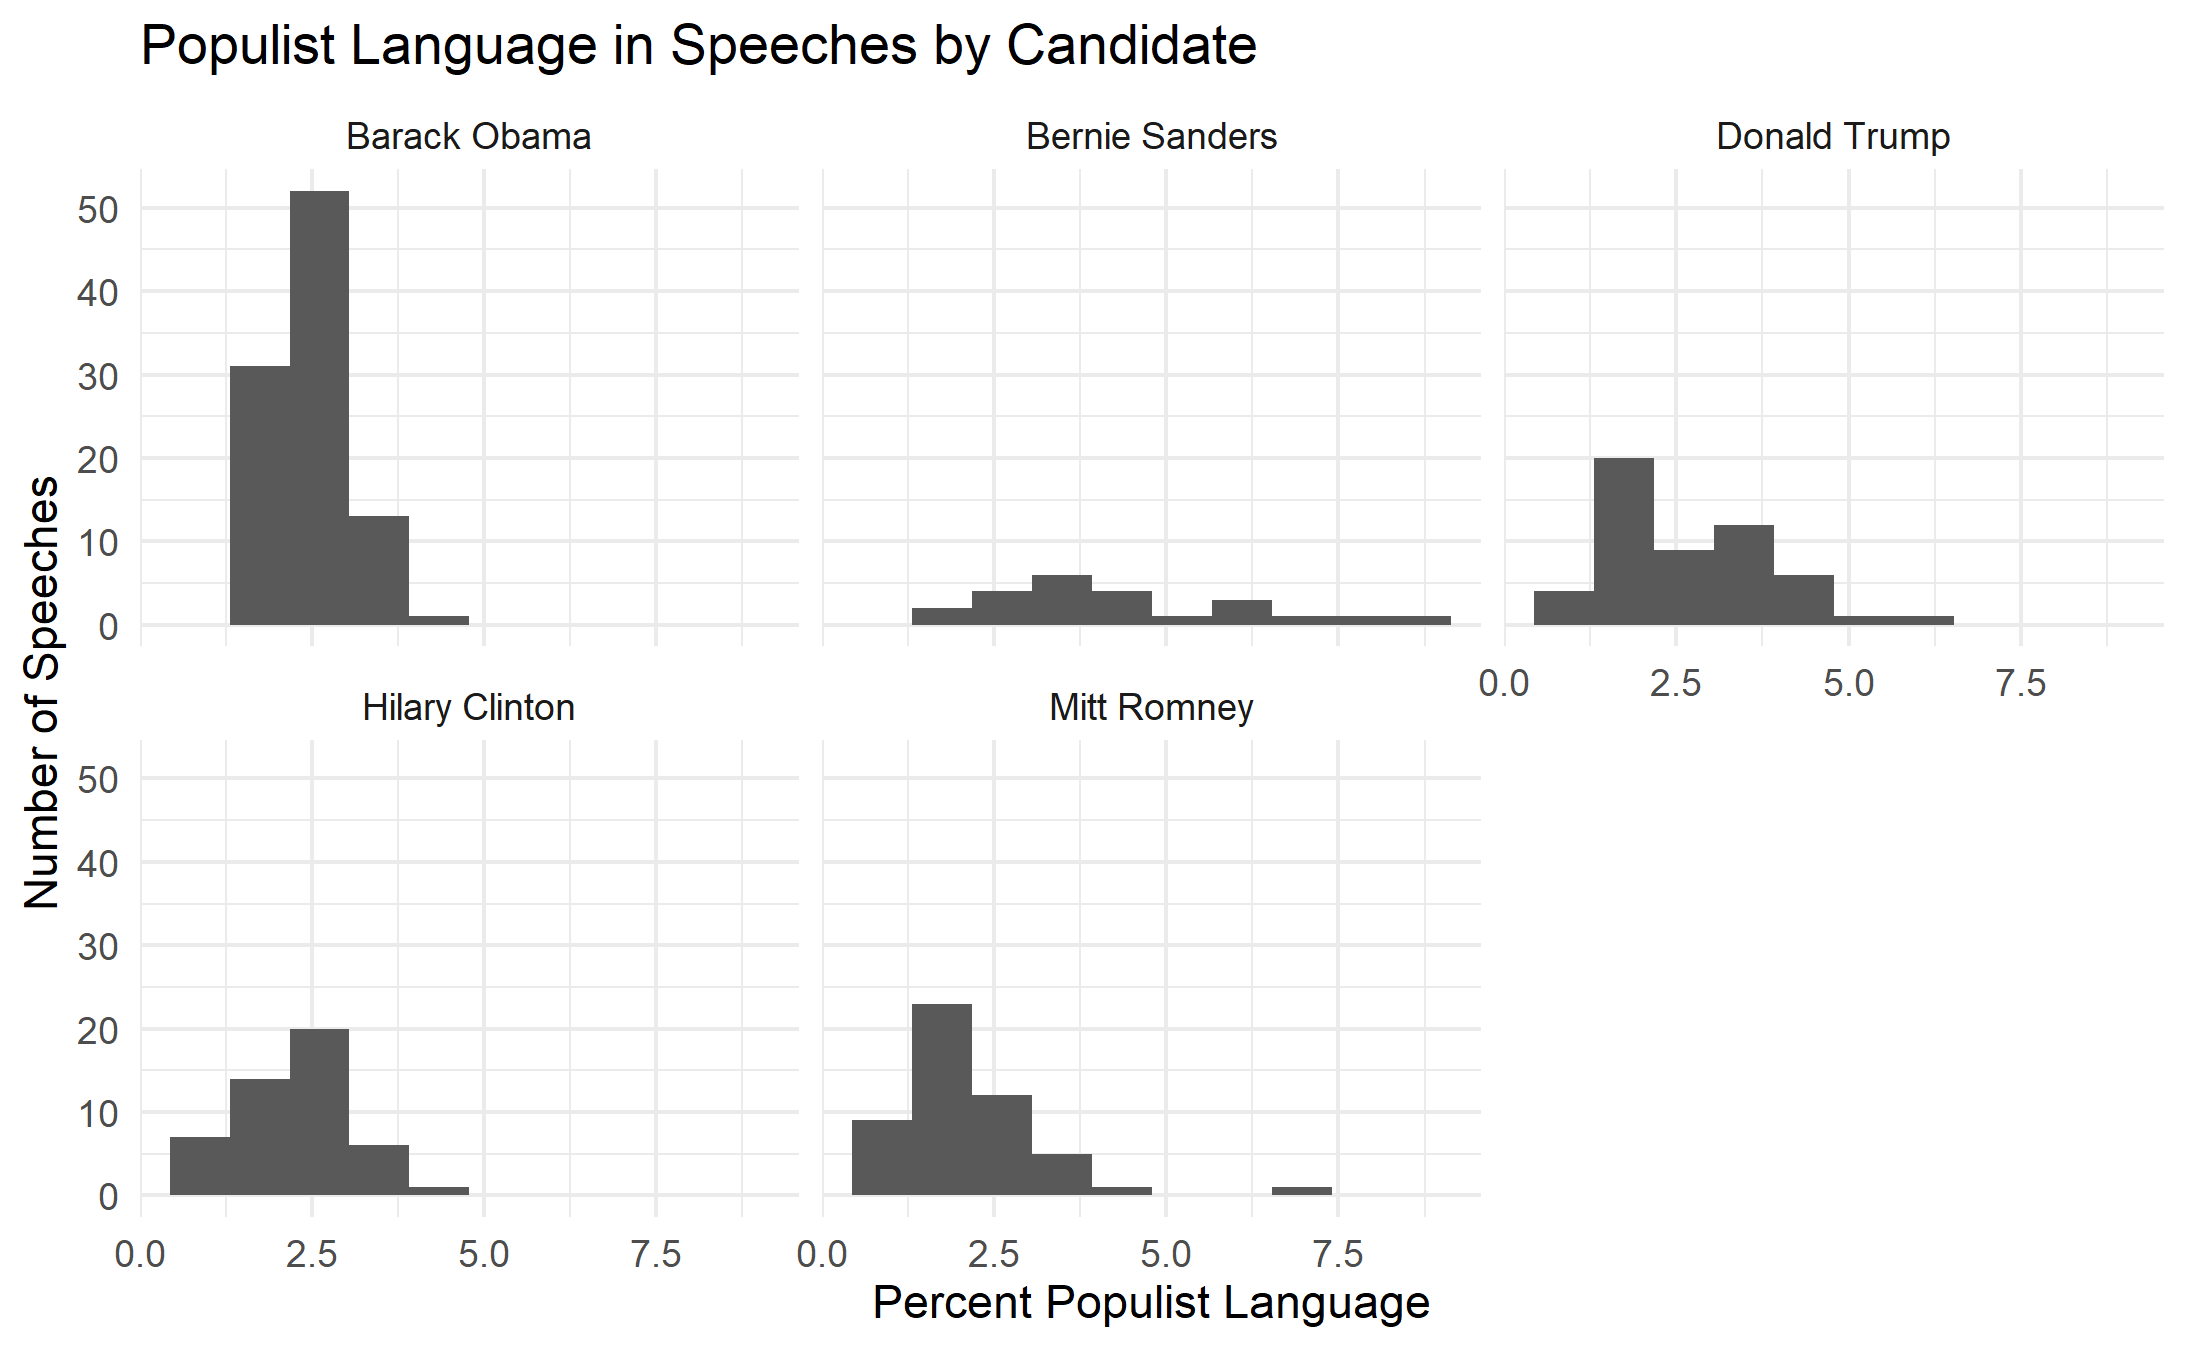 Populist Language in Speeches by Candidate
Barack Obama
Bernie Sanders
Donald Trump
50
40
30
20
10
0
0.0 2.5 5.0 7.5
Number of Speeches
Hilary Clinton
Mitt Romney
50
40
30
20
10
0
0.0 2.5 5.0 7.5
0.0 2.5 5.0 7.5
Percent Populist Language